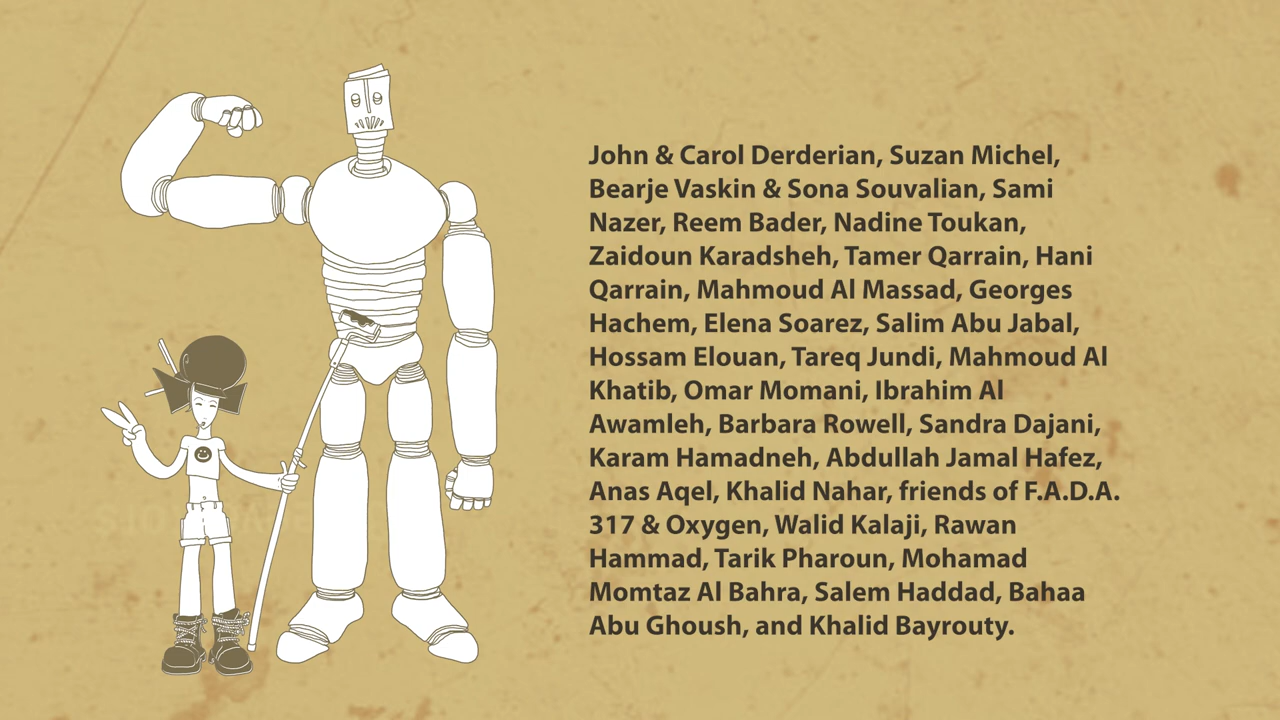 John & Carol Derderian, Suzan Michel,
Bearje Vaskin & Sona Souvalian, Sami
Nazer, Reem Bader, Nadine Toukan,
Zaidoun Karadsheh, Tamer Qarrain, Hani
Qarrain, Mahmoud Al Massad, Georges
Hachem, Elena Soarez, Salim Abu Jabal,
Hossam Elouan, Tareq Jundi, Mahmoud Al
Khatib, Omar Momani, Ibrahim Al
Awamleh, Barbara Rowell, Sandra Dajani,
Karam Hamadneh, Abdullah Jamal Hafez,
Anas Aqel, Khalid Nahar, friends of F.A.D.A.
317 & Oxygen, Walid Kalaji, Rawan
Hammad, Tarik Pharoun, Mohamad
Momtaz Al Bahra, Salem Haddad, Bahaa
Abu Ghoush, and Khalid Bayrouty.